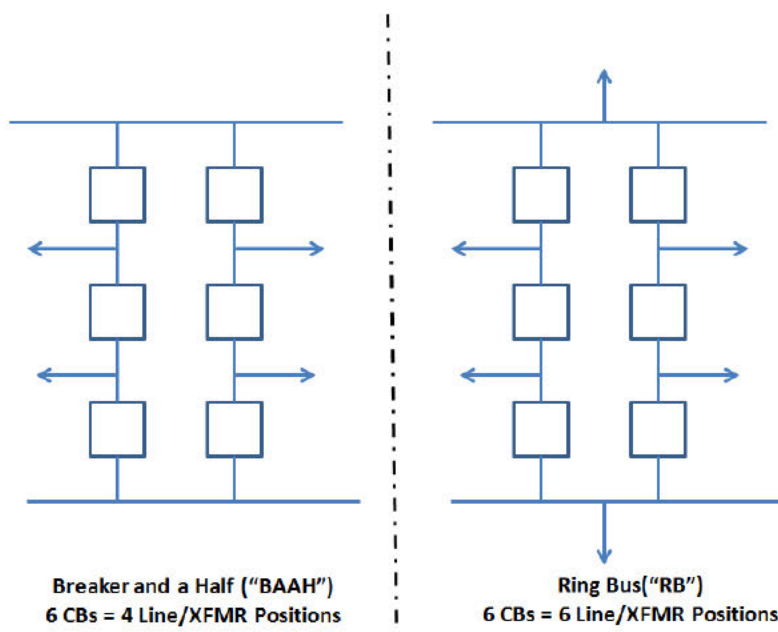 Breaker and a Half (“BAAH”)
6 CBs = 4 Line/XFMR Positions
Ring Bus(“RB”)
6 CBs = 6 Line/XFMR Positions